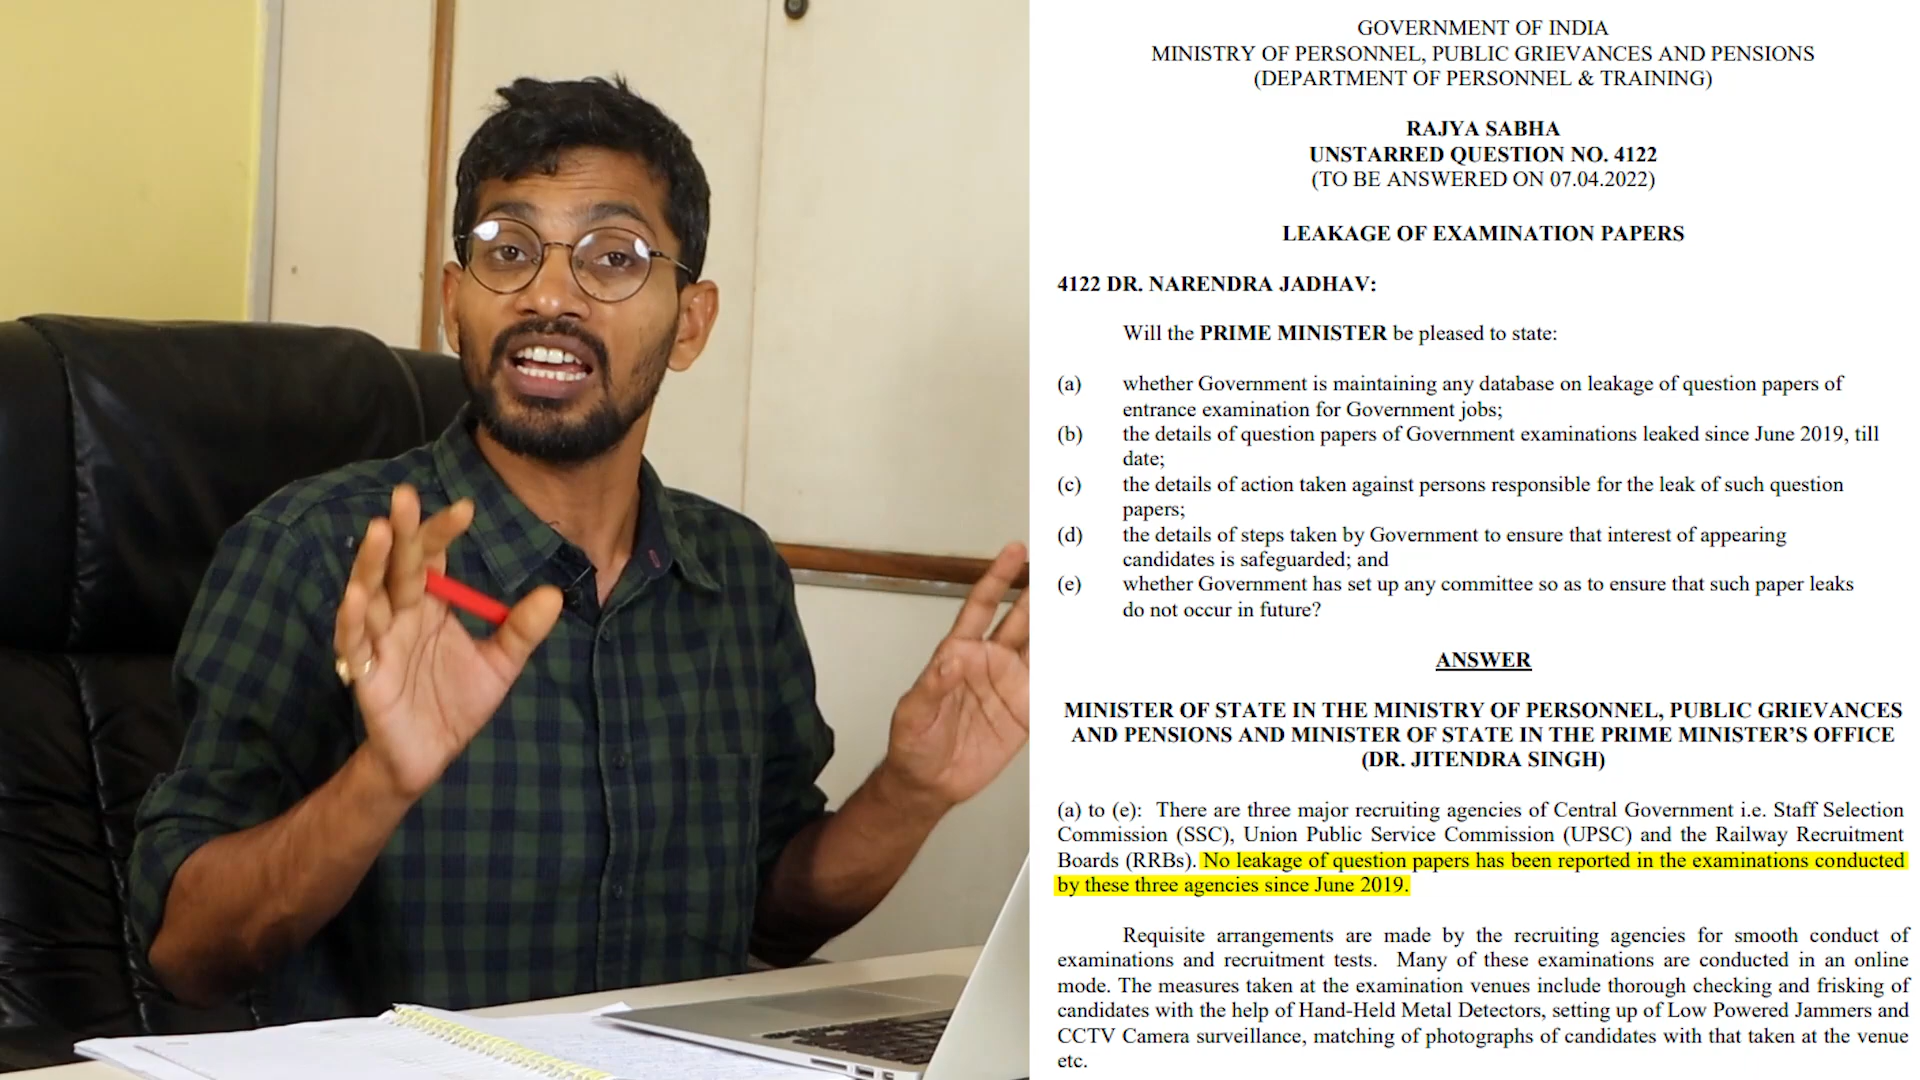 GOVERNMENT OF INDIA
MINISTRY OF PERSONNEL, PUBLIC GRIEVANCES AND PENSIONS
(DEPARTMENT OF PERSONNEL & TRAINING)
RAJYA SABHA
UNSTARRED QUESTION NO. 4122
(TO BE ANSWERED ON 07.04.2022)
LEAKAGE OF EXAMINATION PAPERS
4122 DR. NARENDRA JADHAV:
Will the PRIME MINISTER be pleased to state:
(a) whether Government is maintaining any database on leakage of question papers of
entrance examination for Government jobs;
(b) the details of question papers of Government examinations leaked since June 2019, till
date;
(c) the details of action taken against persons responsible for the leak of such question
papers;
(d) the details of steps taken by Government to ensure that interest of appearing
candidates is safeguarded; and
(e) whether Government has set up any committee so as to ensure that such paper leaks
do not occur in future?
ANSWER
MINISTER OF STATE IN THE MINISTRY OF PERSONNEL, PUBLIC GRIEVANCES
AND PENSIONS AND MINISTER OF STATE IN THE PRIME MINISTER'S OFFICE
(DR. JITENDRA SINGH)
(a) to (e): There are three major recruiting agencies of Central Government i.e. Staff Selection
Commission (SSC), Union Public Service Commission (UPSC) and the Railway Recruitment
Boards (RRBs). No leakage of question papers has been reported in the examinations conducted
by these three agencies since June 2019.
Requisite arrangements are made by the recruiting agencies for smooth conduct of
examinations and recruitment tests. Many of these examinations are conducted in an online
mode. The measures taken at the examination venues include thorough checking and frisking of
candidates with the help of Hand-Held Metal Detectors, setting up of Low Powered Jammers and
CCTV Camera surveillance, matching of photographs of candidates with that taken at the venue
etc.